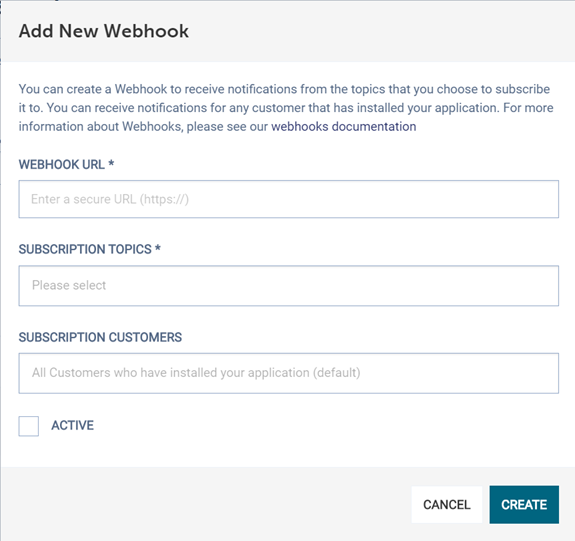 Add New Webhook
You can create a Webhook to receive notifications from the topics that you choose to subscribe
it to. You can receive notifications for any customer that has installed your application. For more
information about Webhooks, please see our webhooks documentation
WEBHOOK URL *
Enter a secure URL (https://)
SUBSCRIPTION TOPICS *
Please select
SUBSCRIPTION CUSTOMERS
All Customers who have installed your application (default)
ACTIVE
CANCEL CREATE